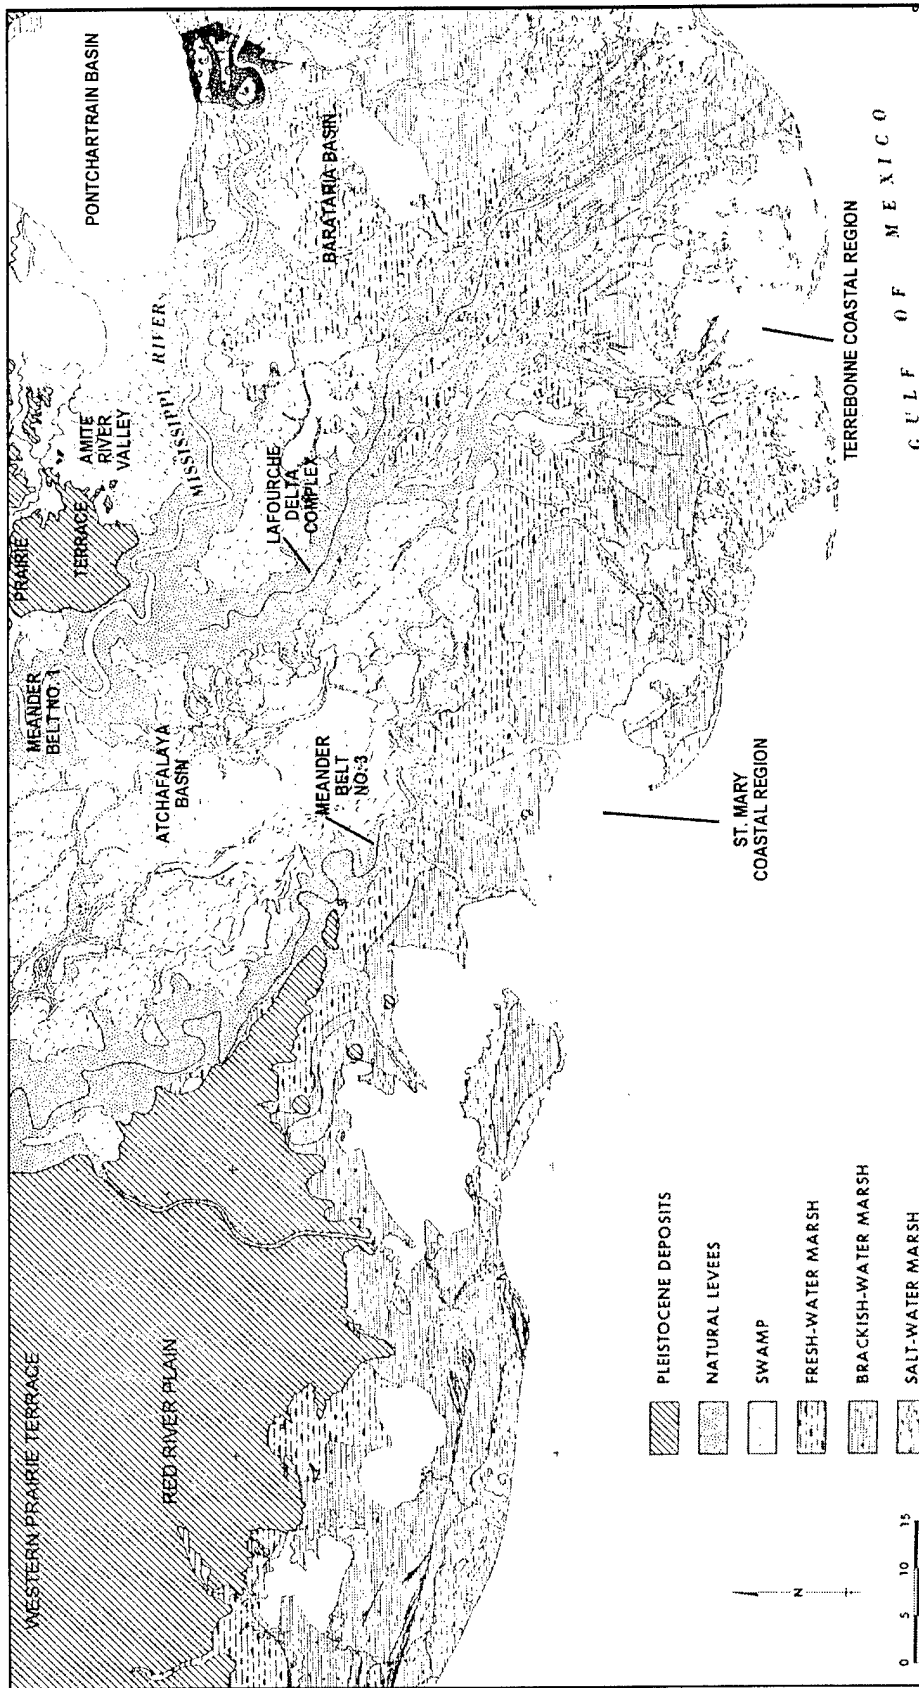 WESTERN PRAIRIE TERRACE
RED RIVER PLAIN
MEANDER
BELT NO. 1
PRAIRIE
TERRACE
AMITE
RIVER
VALLEY
PONTCHARTRAIN BASIN
ATCHAFALAYA
BASIN
MISSISSIPPI RIVER
MEANDER
BELT
NO. 3
LAFOURCHE
DELTA
COMPLEX
BARATARIA BASIN
ST. MARY
COASTAL REGION
TERREBONNE COASTAL REGION
GULF OF MEXICO
PLEISTOCENE DEPOSITS
NATURAL LEVEES
SWAMP
FRESH-WATER MARSH
BRACKISH-WATER MARSH
SALT-WATER MARSH
N
0 5 10 15